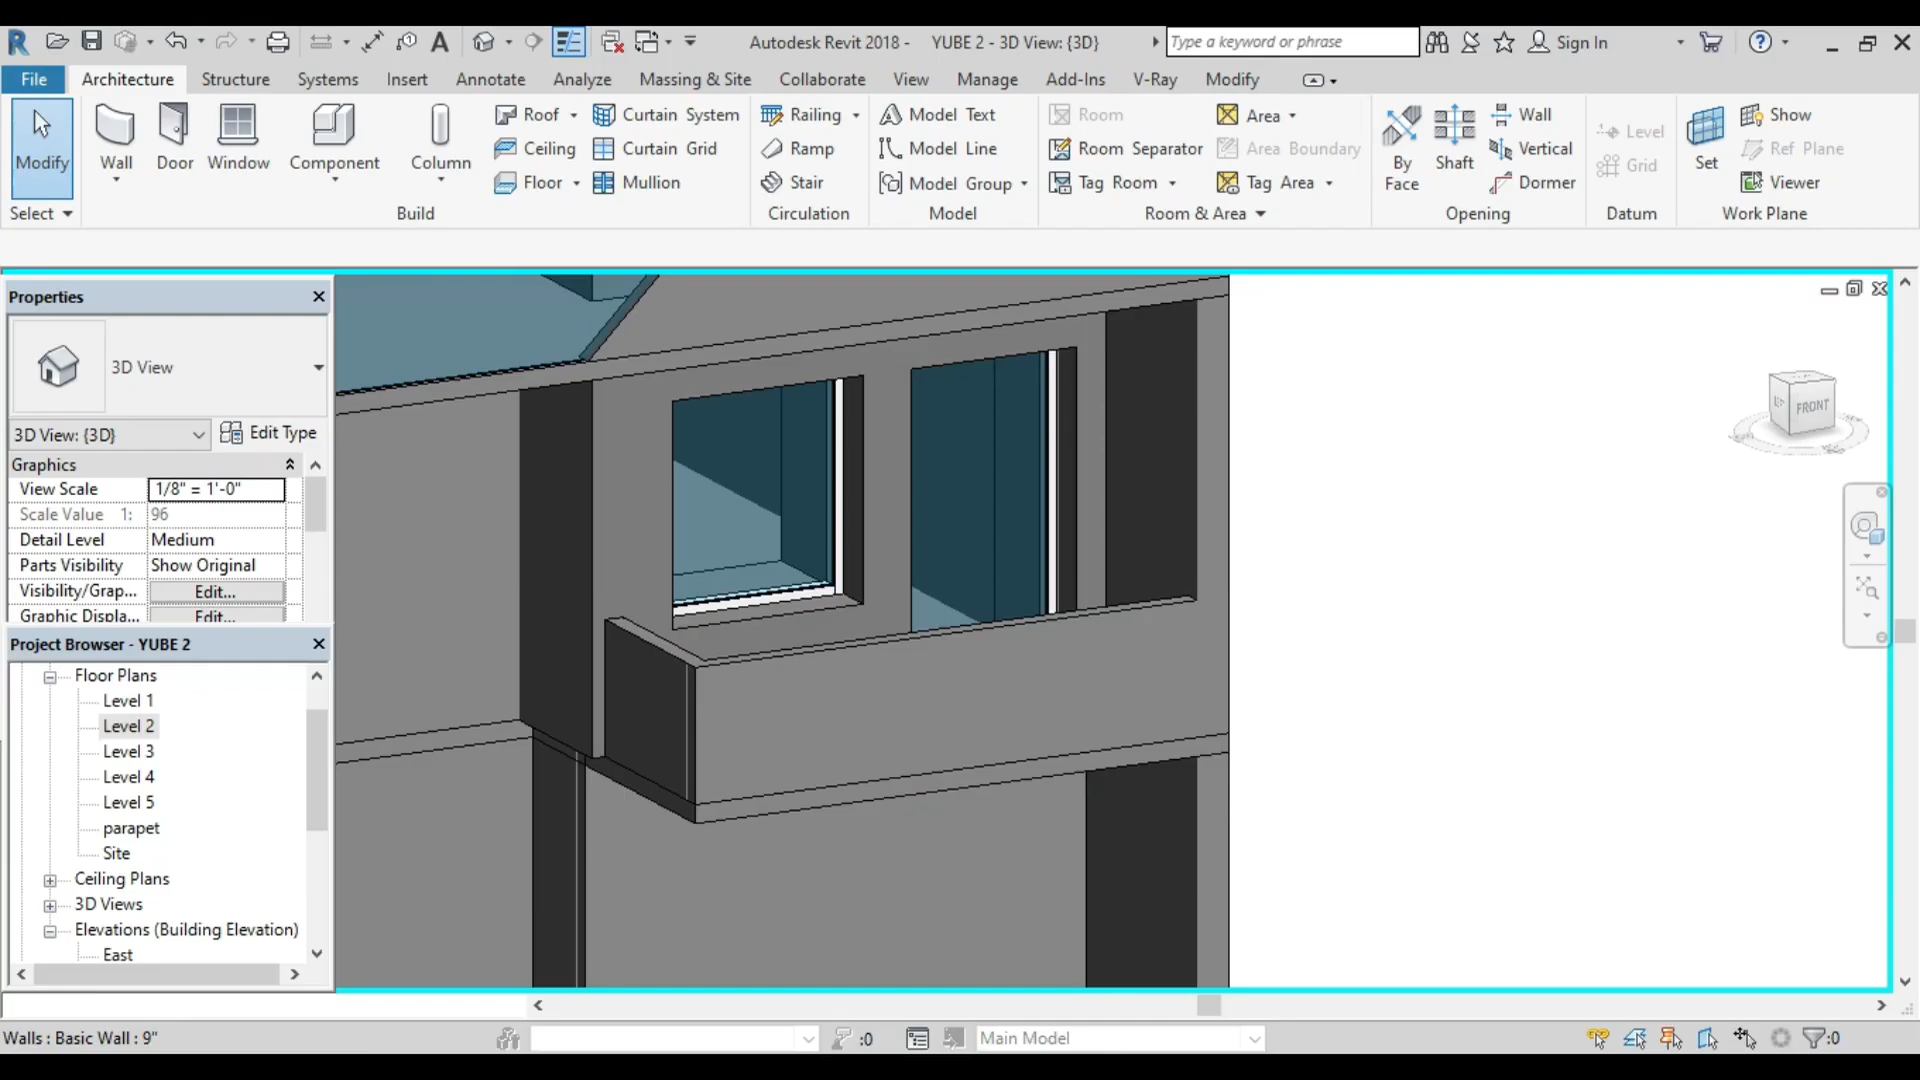 Autodesk Revit 2018 - YUBE 2 - 3D View: {3D}
Type a keyword or phrase
Sign In
File Architecture Structure Systems Insert Annotate Analyze Massing & Site Collaborate View Manage Add-Ins V-Ray Modify
Modify
Wall
Door
Window
Component
Column
Roof
Ceiling
Floor
Curtain System
Curtain Grid
Mullion
Railing
Ramp
Stair
Model Text
Model Line
Model Group
Room
Room Separator
Tag Room
Area
Area Boundary
Tag Area
By
Face
Shaft
Wall
Vertical
Dormer
Level
Grid
Set
Show
Ref Plane
Viewer
Select
Build
Circulation
Model
Room & Area
Opening
Datum
Work Plane
Properties
3D View
3D View: {3D}
Edit Type
Graphics
View Scale 1/8" = 1'-0"
Scale Value 1: 96
Detail Level Medium
Parts Visibility Show Original
Visibility/Grap... Edit...
Graphic Displa... Edit...
Project Browser - YUBE 2
Floor Plans
Level 1
Level 2
Level 3
Level 4
Level 5
parapet
Site
Ceiling Plans
3D Views
Elevations (Building Elevation)
East
FRONT
Walls : Basic Wall : 9"
:0
Main Model
:0